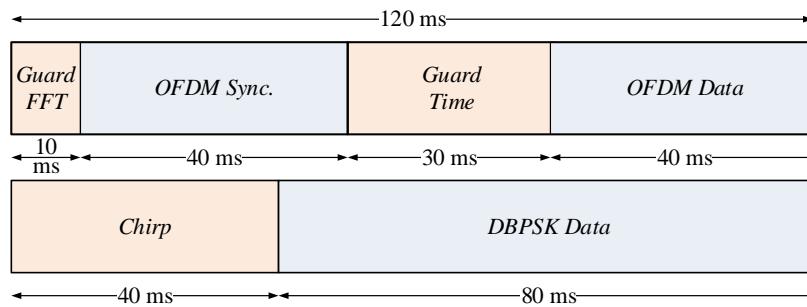 120 ms
Guard
FFT
OFDM Sync.
Guard
Time
OFDM Data
10
ms
40 ms
30 ms
40 ms
Chirp
DBPSK Data
40 ms
80 ms